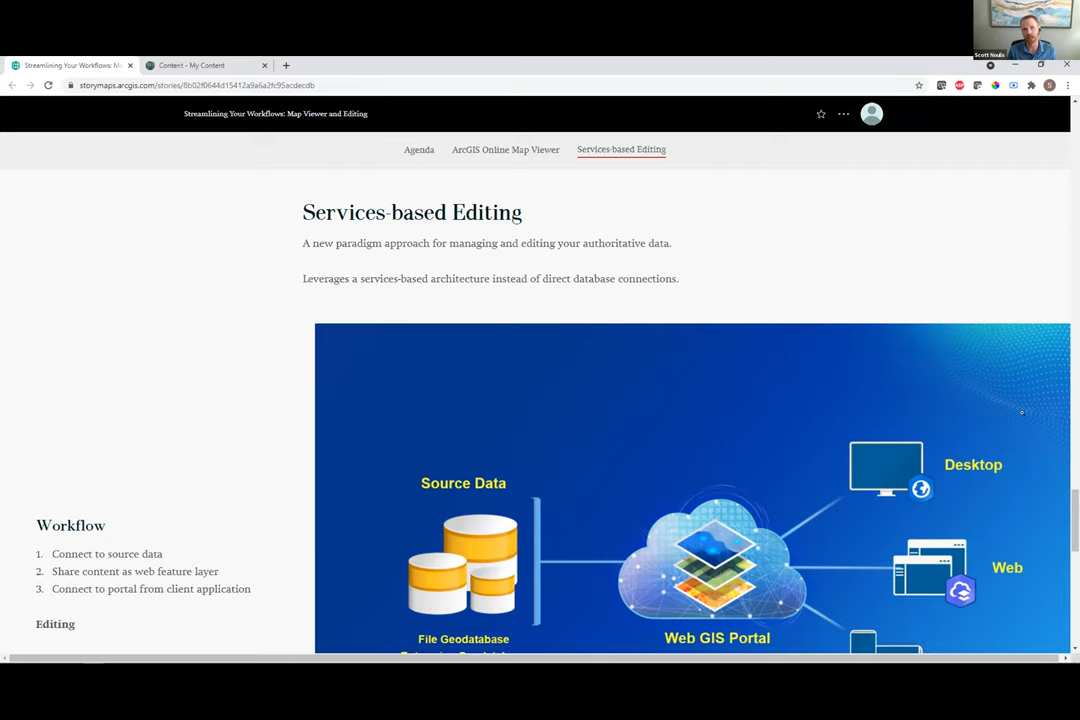 Scott Noulis
Streamlining Your Workflows: M
Content - My Content
storymaps.arcgis.com/stories/8b02f0644d15412a9a6a2fc95acdecdb
S
Streamlining Your Workflows: Map Viewer and Editing
Agenda
ArcGIS Online Map Viewer
Services-based Editing
Services-based Editing
A new paradigm approach for managing and editing your authoritative data.
Leverages a services-based architecture instead of direct database connections.
Source Data
Desktop
Web
Workflow
1. Connect to source data
2. Share content as web feature layer
3. Connect to portal from client application
Editing
File Geodatabase
Web GIS Portal